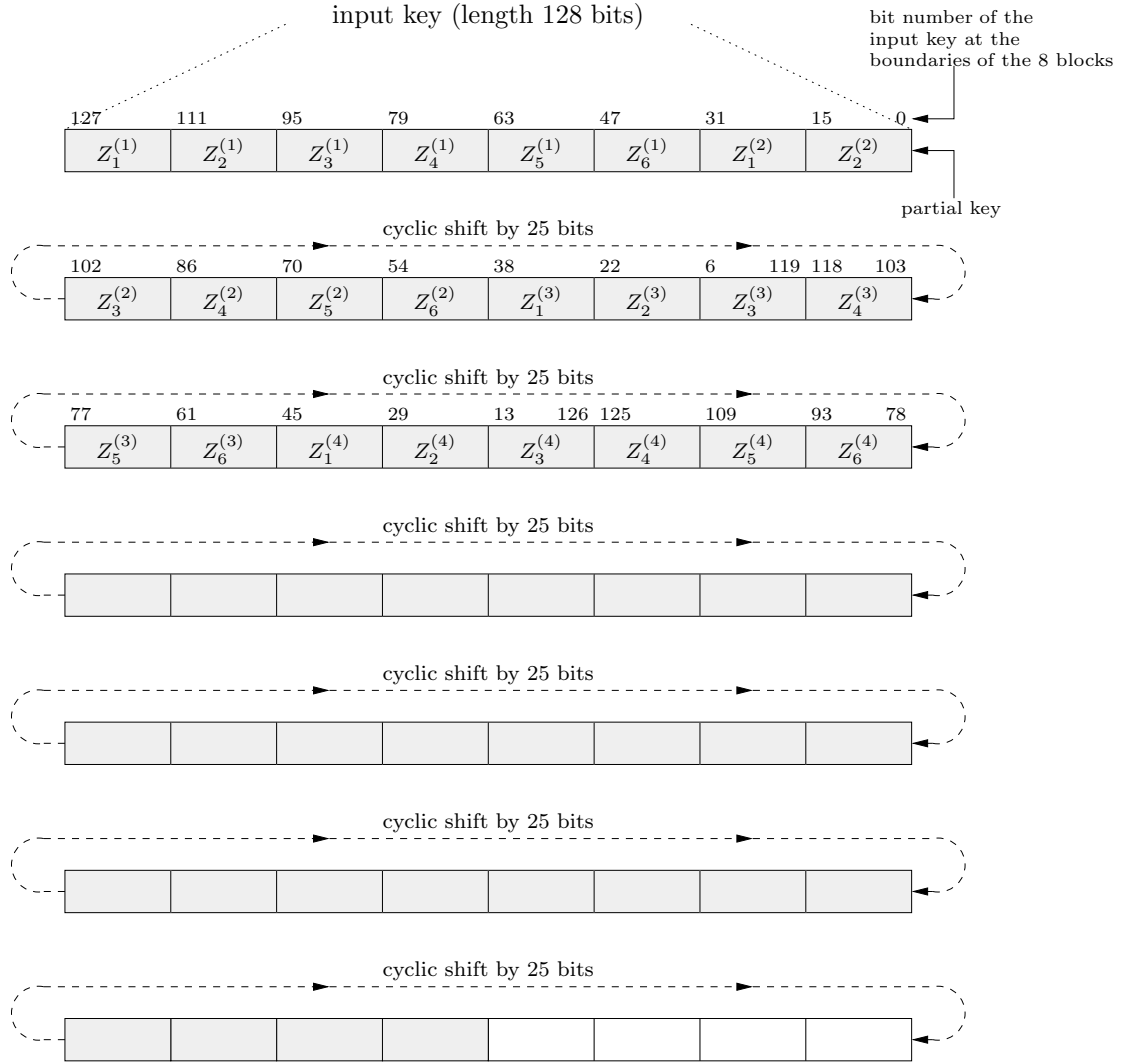 input key (length 128 bits)
bit number of the
input key at the
boundaries of the 8 blocks
127 111 95 79 63 47 31 15 0
Z_1^{(1)} Z_2^{(1)} Z_3^{(1)} Z_4^{(1)} Z_5^{(1)} Z_6^{(1)} Z_1^{(2)} Z_2^{(2)}
partial key
cyclic shift by 25 bits
102 86 70 54 38 22 6 119 118 103
Z_3^{(2)} Z_4^{(2)} Z_5^{(2)} Z_6^{(2)} Z_1^{(3)} Z_2^{(3)} Z_3^{(3)} Z_4^{(3)}
cyclic shift by 25 bits
77 61 45 29 13 126 125 109 93 78
Z_5^{(3)} Z_6^{(3)} Z_1^{(4)} Z_2^{(4)} Z_3^{(4)} Z_4^{(4)} Z_5^{(4)} Z_6^{(4)}
cyclic shift by 25 bits
cyclic shift by 25 bits
cyclic shift by 25 bits
cyclic shift by 25 bits